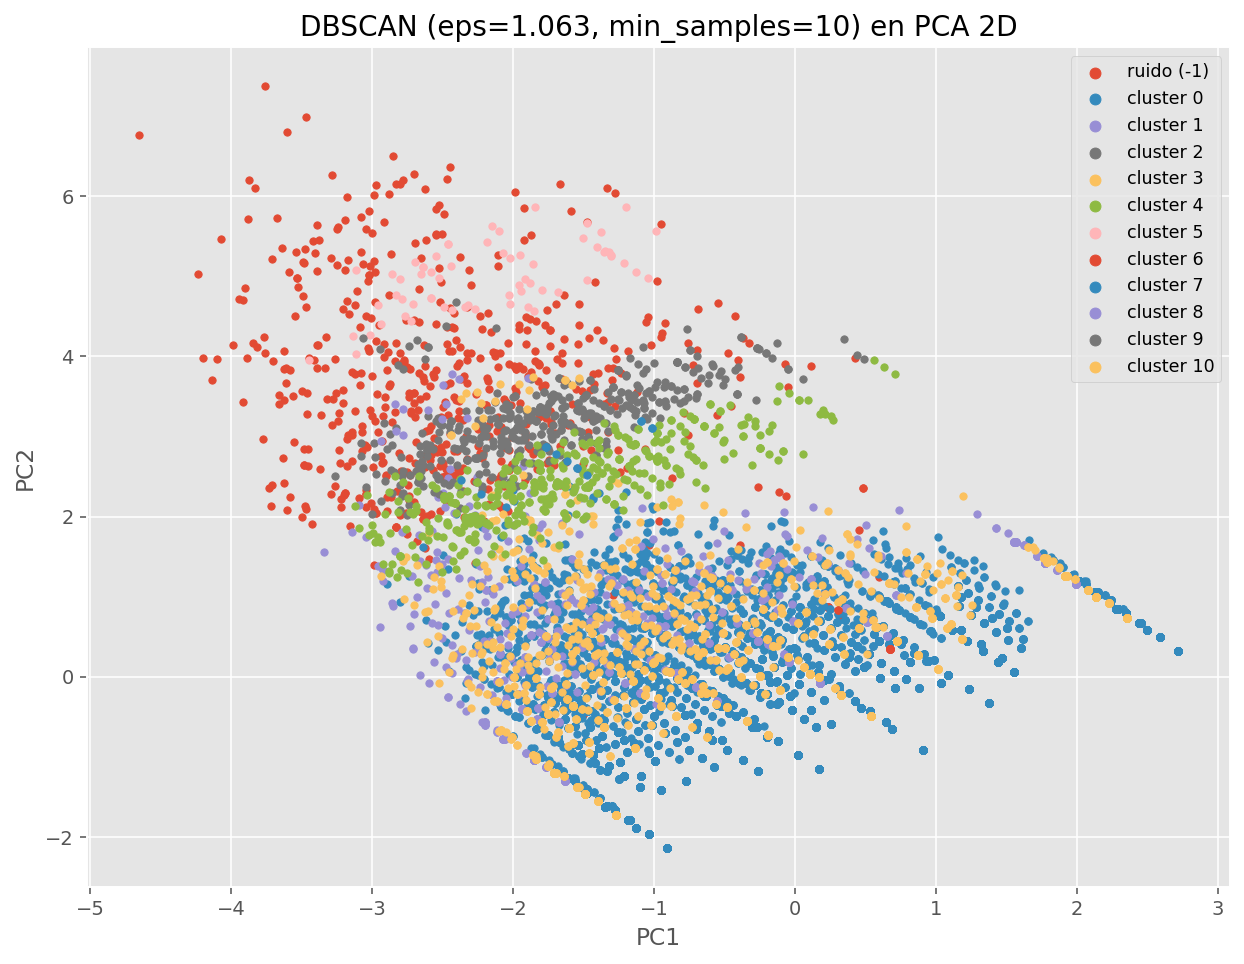 DBSCAN (eps=1.063, min_samples=10) en PCA 2D
ruido (-1)
cluster 0
cluster 1
cluster 2
cluster 3
cluster 4
cluster 5
cluster 6
cluster 7
cluster 8
cluster 9
cluster 10
PC2
6
4
2
0
−2
−5 −4 −3 −2 −1 0 1 2 3
PC1